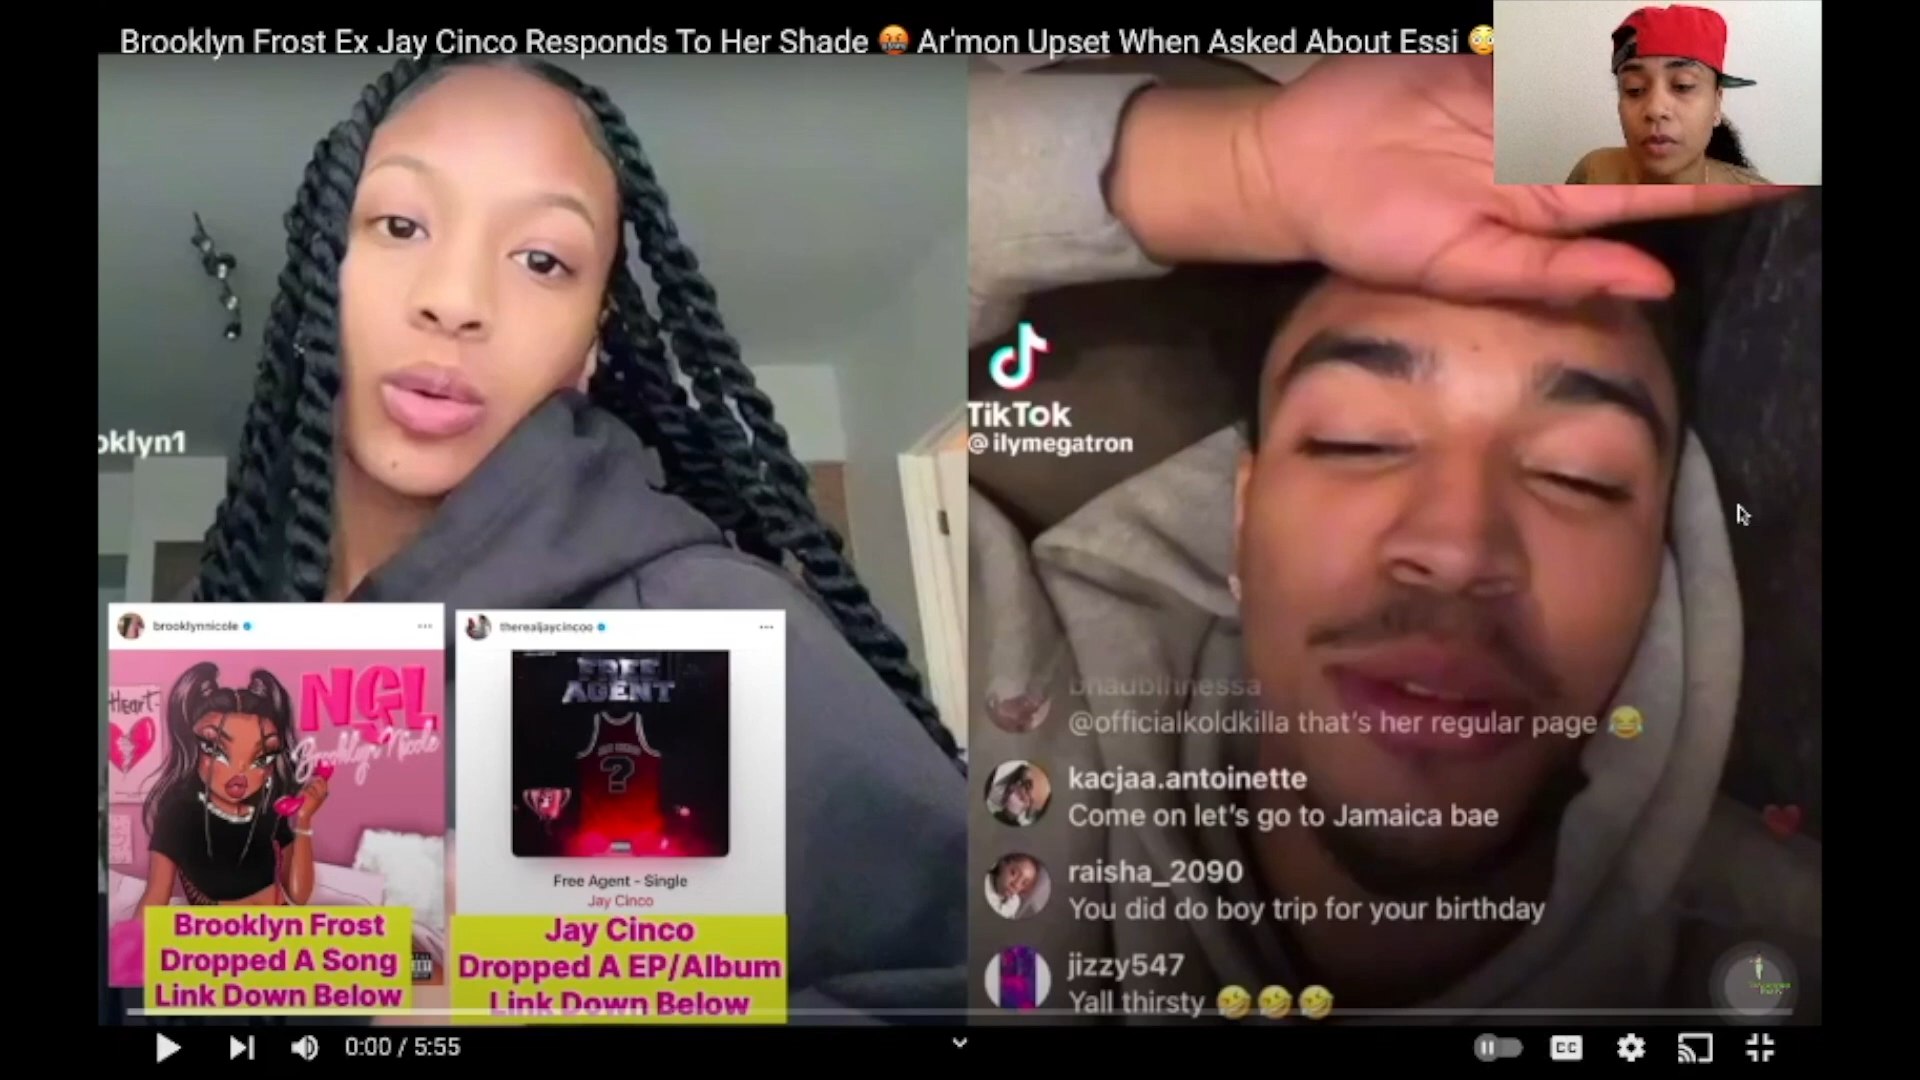 Brooklyn Frost Ex Jay Cinco Responds To Her Shade 🤬 Ar'mon Upset When Asked About Essi 😳
oklyn1
TikTok
@ilymegatron
brooklynnicole
Heart-
NGL
Brooklyn Nicole
Brooklyn Frost
Dropped A Song
Link Down Below
therealjaycincoo
FREE
AGENT
?
Free Agent - Single
Jay Cinco
Jay Cinco
Dropped A EP/Album
Link Down Below
bhaubinnessa
@officialkoldkilla that's her regular page 😂
kacjaa.antoinette
Come on let's go to Jamaica bae
raisha_2090
You did do boy trip for your birthday
jizzy547
Yall thirsty 🤣🤣🤣
0:00 / 5:55
CC